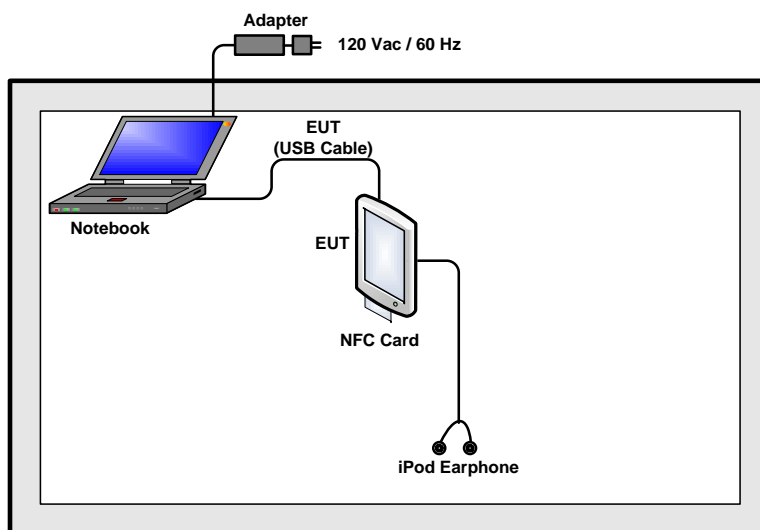 Adapter
120 Vac / 60 Hz
EUT
(USB Cable)
Notebook
EUT
NFC Card
iPod Earphone